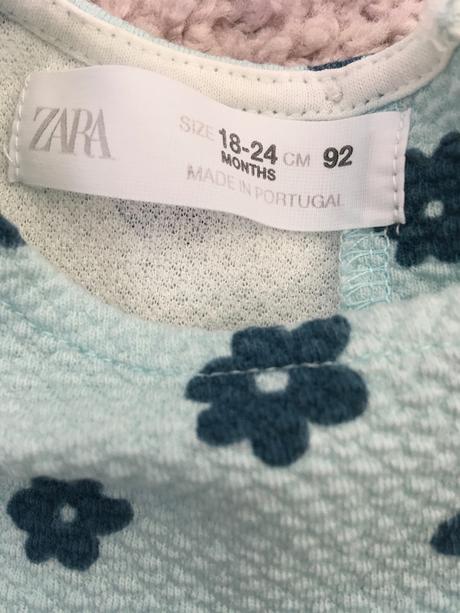 ZARA
SIZE 18-24 CM 92
MONTHS
MADE IN PORTUGAL